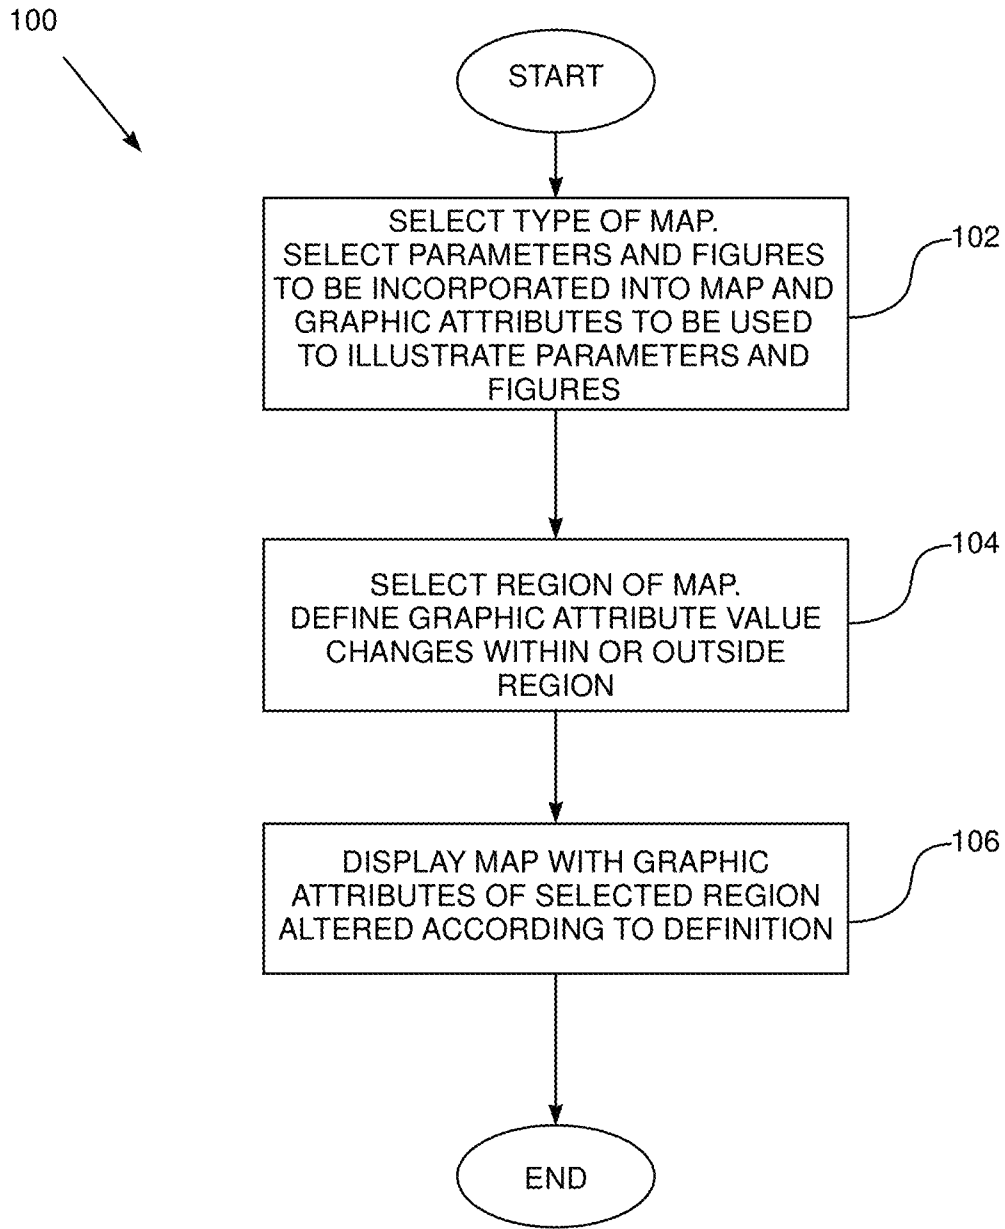 100
START
SELECT TYPE OF MAP.
SELECT PARAMETERS AND FIGURES
TO BE INCORPORATED INTO MAP AND
GRAPHIC ATTRIBUTES TO BE USED
TO ILLUSTRATE PARAMETERS AND
FIGURES
102
SELECT REGION OF MAP.
DEFINE GRAPHIC ATTRIBUTE VALUE
CHANGES WITHIN OR OUTSIDE
REGION
104
DISPLAY MAP WITH GRAPHIC
ATTRIBUTES OF SELECTED REGION
ALTERED ACCORDING TO DEFINITION
106
END